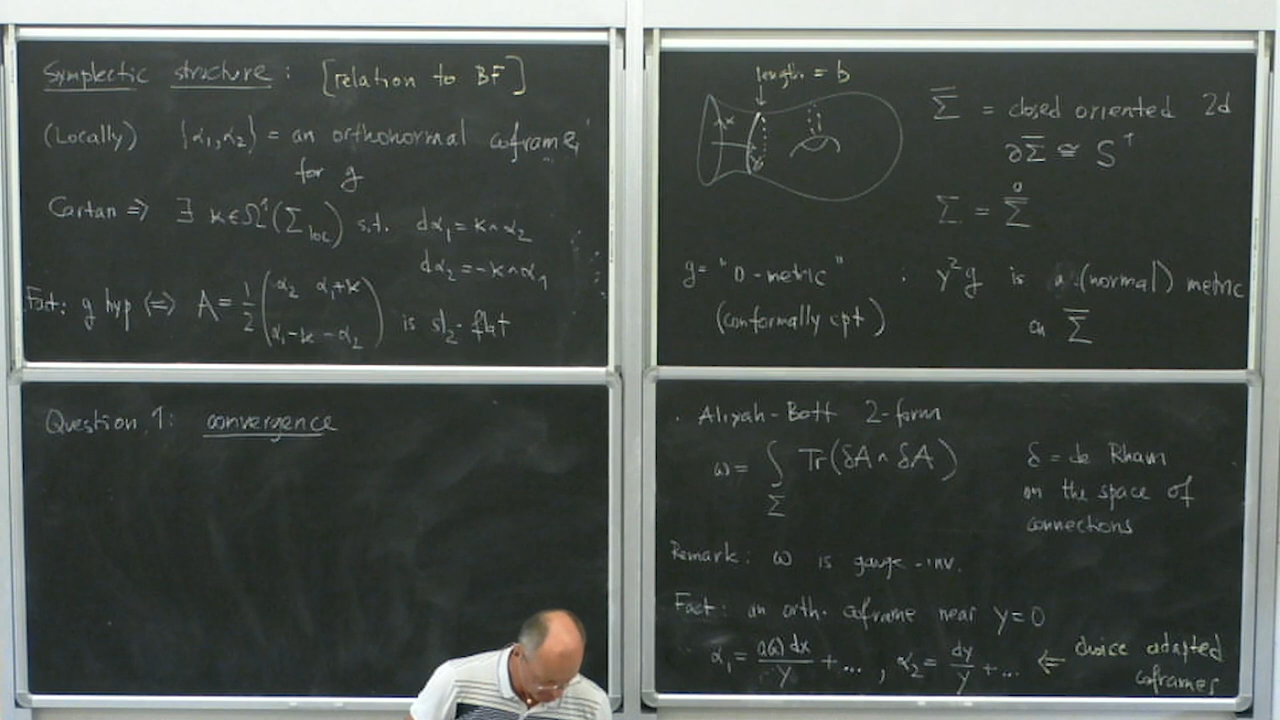 Symplectic structure: [relation to BF]
(Locally) {α₁,α₂} = an orthonormal coframe
for g
Cartan ⇒ ∃ κ∈Ω¹(Σ_loc) s.t. dα₁ = κ∧α₂
dα₂ = -κ∧α₁
Fact: g hyp ⇔ A = 1/2 (α₂ α₁+κ
α₁-κ -α₂) is sl₂-flat
Question 1: convergence
length = b
x
Σ̄ = closed oriented 2d
∂Σ̄ ≅ S¹
Σ = Σ̊
g = "0-metric" . y²g is a (normal) metric
(conformally cpt) on Σ̄
. Atiyah-Bott 2-form
ω = ∫_Σ Tr(δA ∧ δA) δ = de Rham
on the space of
connections
Remark: ω is gauge-inv.
Fact: an orth. coframe near y=0
α₁ = a(x)dx/y + ... , α₂ = dy/y + ... ⇐ choice adapted
coframes